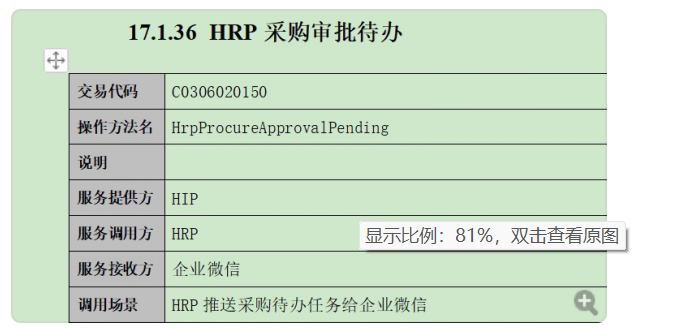 17.1.36 HRP 采购审批待办
交易代码 C0306020150
操作方法名 HrpProcureApprovalPending
说明
服务提供方 HIP
服务调用方 HRP
显示比例：81%，双击查看原图
服务接收方 企业微信
调用场景 HRP 推送采购待办任务给企业微信